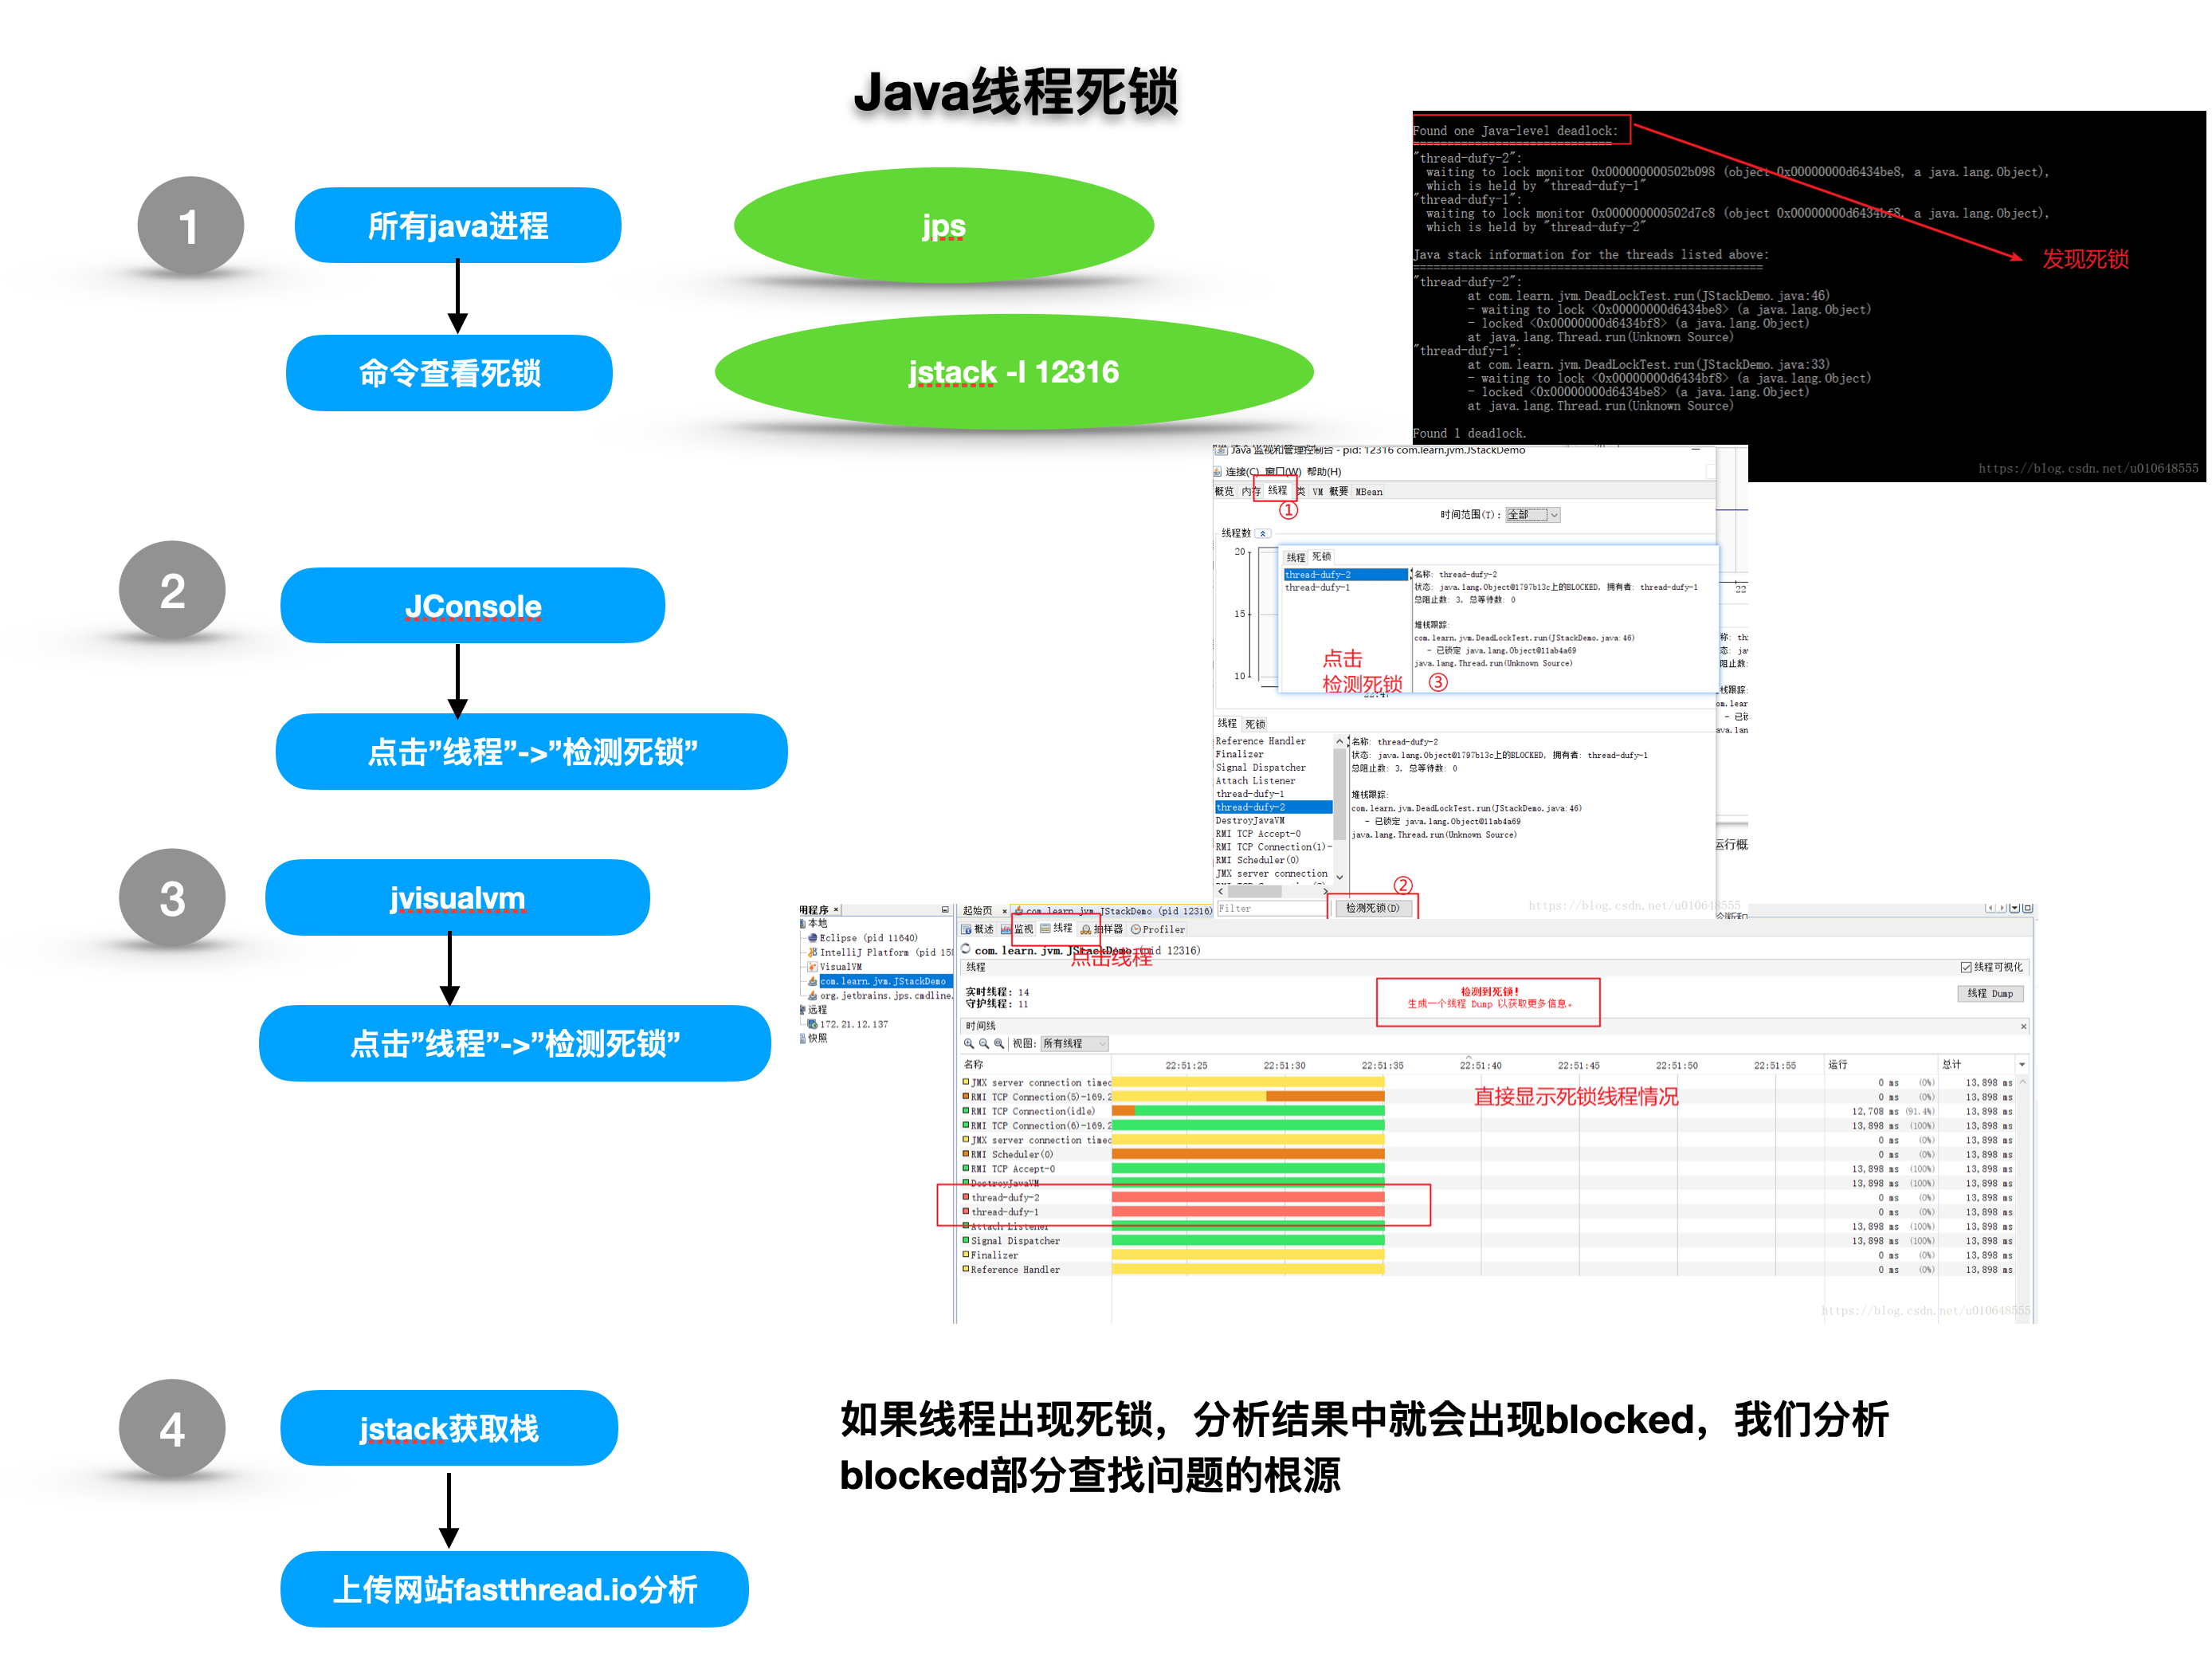 Java线程死锁
1
所有java进程
jps
命令查看死锁
jstack -l 12316
Found one Java-level deadlock:
=============================
"thread-dufy-2":
waiting to lock monitor 0x000000000502b098 (object 0x00000000d6434be8, a java.lang.Object),
which is held by "thread-dufy-1"
"thread-dufy-1":
waiting to lock monitor 0x000000000502d7c8 (object 0x00000000d6434bf8, a java.lang.Object),
which is held by "thread-dufy-2"
Java stack information for the threads listed above:
===================================================
"thread-dufy-2":
at com.learn.jvm.DeadLockTest.run(JStackDemo.java:46)
- waiting to lock <0x00000000d6434be8> (a java.lang.Object)
- locked <0x00000000d6434bf8> (a java.lang.Object)
at java.lang.Thread.run(Unknown Source)
"thread-dufy-1":
at com.learn.jvm.DeadLockTest.run(JStackDemo.java:33)
- waiting to lock <0x00000000d6434bf8> (a java.lang.Object)
- locked <0x00000000d6434be8> (a java.lang.Object)
at java.lang.Thread.run(Unknown Source)
Found 1 deadlock.
发现死锁
https://blog.csdn.net/u010648555
2
JConsole
点击”线程”->”检测死锁”
Java 监视和管理控制台 - pid: 12316 com.learn.jvm.JStackDemo
连接(C) 窗口(W) 帮助(H)
概览 内存 线程 类 VM 概要 MBean
①
时间范围(T): 全部
线程数
20
15
10
22:47
线程 死锁
thread-dufy-2
thread-dufy-1
名称: thread-dufy-2
状态: java.lang.Object@1797b13c上的BLOCKED, 拥有者: thread-dufy-1
总阻止数: 3, 总等待数: 0
堆栈跟踪:
com.learn.jvm.DeadLockTest.run(JStackDemo.java:46)
- 已锁定 java.lang.Object@11ab4a69
java.lang.Thread.run(Unknown Source)
点击
检测死锁 ③
线程 死锁
Reference Handler
Finalizer
Signal Dispatcher
Attach Listener
thread-dufy-1
thread-dufy-2
DestroyJavaVM
RMI TCP Accept-0
RMI TCP Connection(1)-
RMI Scheduler(0)
JMX server connection
名称: thread-dufy-2
状态: java.lang.Object@1797b13c上的BLOCKED, 拥有者: thread-dufy-1
总阻止数: 3, 总等待数: 0
堆栈跟踪:
com.learn.jvm.DeadLockTest.run(JStackDemo.java:46)
- 已锁定 java.lang.Object@11ab4a69
java.lang.Thread.run(Unknown Source)
②
Filter 检测死锁(D)
https://blog.csdn.net/u010648555
22
运行概
3
jvisualvm
点击”线程”->”检测死锁”
用程序
本地
Eclipse (pid 11640)
IntelliJ Platform (pid 15
VisualVM
com.learn.jvm.JStackDemo
org.jetbrains.jps.cmdline.
远程
172.21.12.137
快照
起始页 com.learn.jvm.JStackDemo (pid 12316)
概述 监视 线程 抽样器 Profiler
com.learn.jvm.JStackDemo (pid 12316)
点击线程
线程 线程可视化
实时线程: 14
守护线程: 11
检测到死锁!
生成一个线程 Dump 以获取更多信息。
线程 Dump
时间线
视图: 所有线程
名称 22:51:25 22:51:30 22:51:35 22:51:40 22:51:45 22:51:50 22:51:55 运行 总计
JMX server connection timeo 0 ms (0%) 13,898 ms
RMI TCP Connection(5)-169.2 0 ms (0%) 13,898 ms
RMI TCP Connection(idle) 12,708 ms (91.4%) 13,898 ms
RMI TCP Connection(6)-169.2 13,898 ms (100%) 13,898 ms
JMX server connection timeo 0 ms (0%) 13,898 ms
RMI Scheduler(0) 0 ms (0%) 13,898 ms
RMI TCP Accept-0 13,898 ms (100%) 13,898 ms
DestroyJavaVM 13,898 ms (100%) 13,898 ms
thread-dufy-2 0 ms (0%) 13,898 ms
thread-dufy-1 0 ms (0%) 13,898 ms
Attach Listener 13,898 ms (100%) 13,898 ms
Signal Dispatcher 13,898 ms (100%) 13,898 ms
Finalizer 0 ms (0%) 13,898 ms
Reference Handler 0 ms (0%) 13,898 ms
直接显示死锁线程情况
https://blog.csdn.net/u010648555
4
jstack获取栈
上传网站fastthread.io分析
如果线程出现死锁，分析结果中就会出现blocked，我们分析
blocked部分查找问题的根源